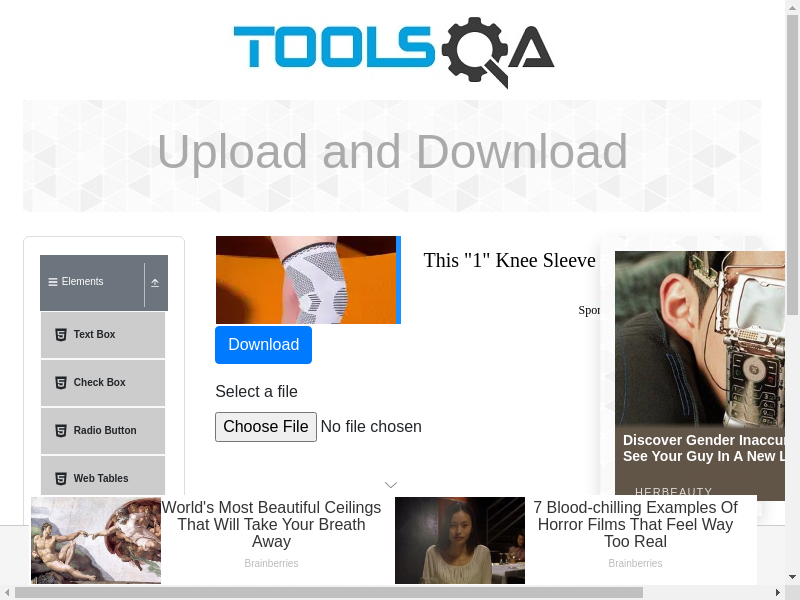 TOOLSQA
Upload and Download
Elements
Text Box
Check Box
Radio Button
Web Tables
This "1" Knee Sleeve
Download
Select a file
Choose File No file chosen
Discover Gender
See Your Guy In A New
HERBEAUTY
World's Most Beautiful Ceilings
That Will Take Your Breath
Away
Brainberries
7 Blood-chilling Examples Of
Horror Films That Feel Way
Too Real
Brainberries